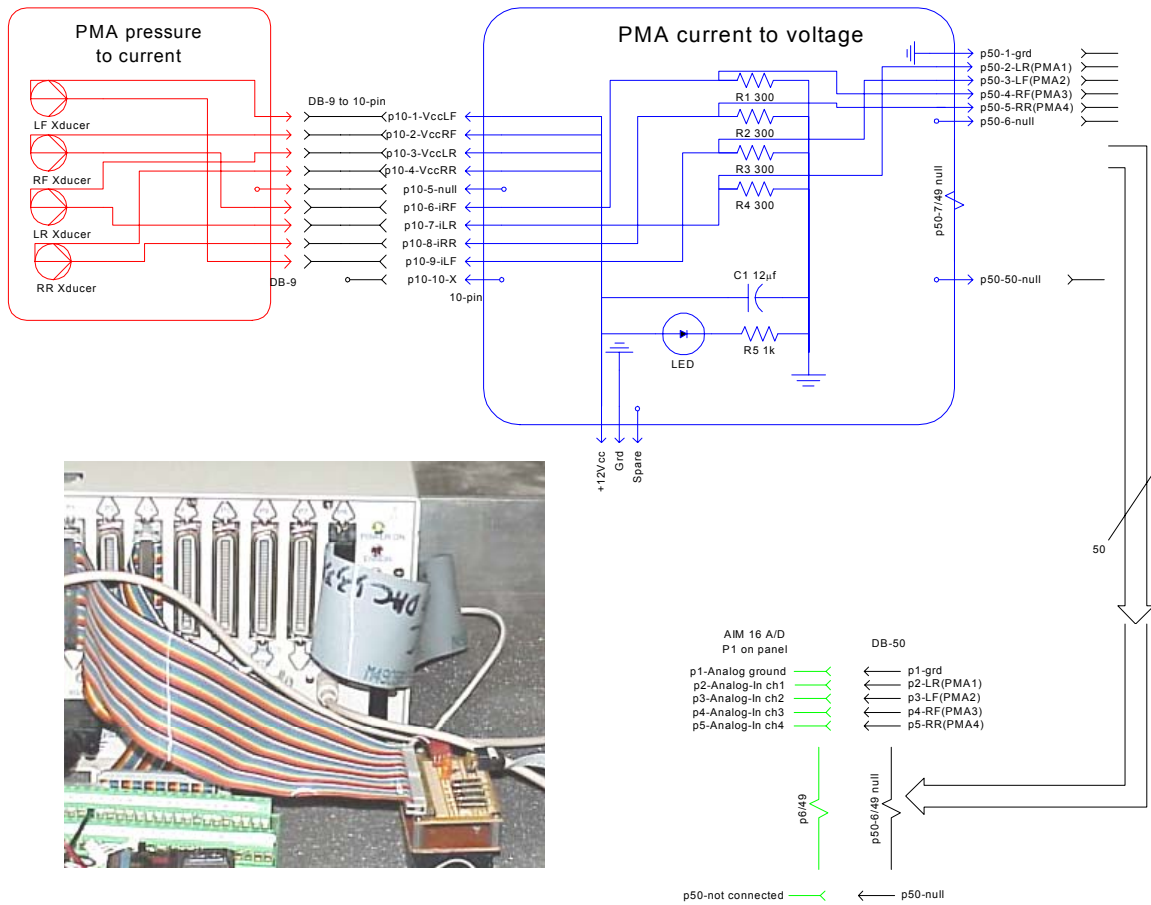 PMA pressure
to current
LF Xducer
RF Xducer
LR Xducer
RR Xducer
DB-9
DB-9 to 10-pin
p10-1-VccLF
p10-2-VccRF
p10-3-VccLR
p10-4-VccRR
p10-5-null
p10-6-iRF
p10-7-iLR
p10-8-iRR
p10-9-iLF
p10-10-X
10-pin
PMA current to voltage
R1 300
R2 300
R3 300
R4 300
C1 12µf
LED
R5 1k
+12Vcc
Grd
Spare
p50-1-grd
p50-2-LR(PMA1)
p50-3-LF(PMA2)
p50-4-RF(PMA3)
p50-5-RR(PMA4)
p50-6-null
p50-7/49 null
p50-50-null
50
POWER ON
AIM 16 A/D
P1 on panel
DB-50
p1-Analog ground
p2-Analog-In ch1
p3-Analog-In ch2
p4-Analog-In ch3
p5-Analog-In ch4
p1-grd
p2-LR(PMA1)
p3-LF(PMA2)
p4-RF(PMA3)
p5-RR(PMA4)
p6/49
p50-6/49 null
p50-not connected
p50-null